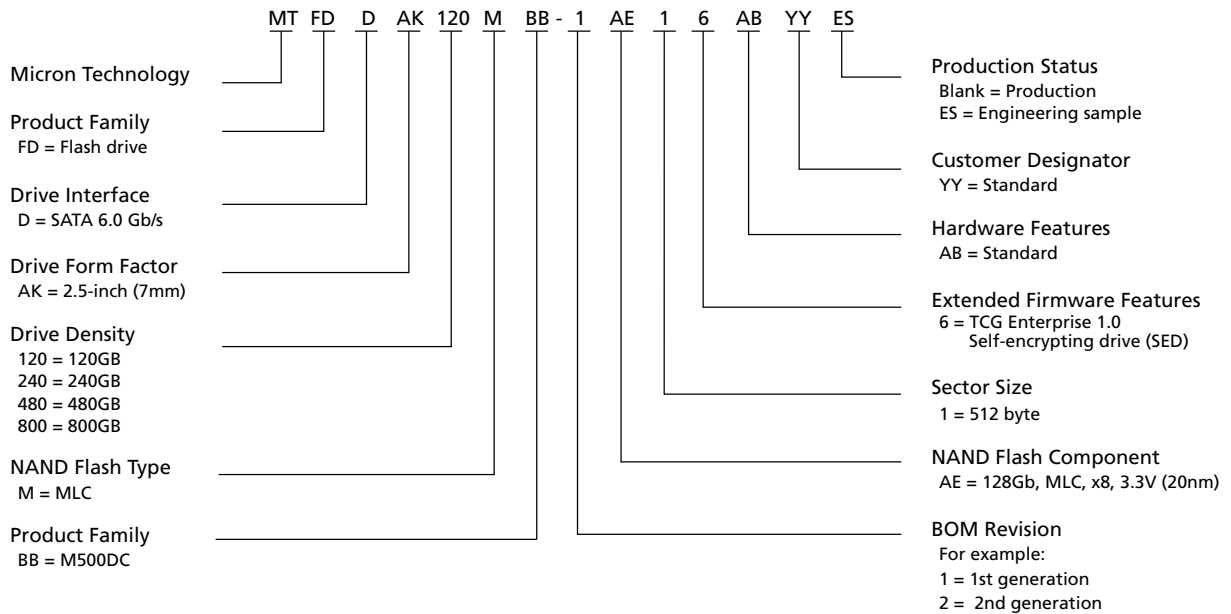 MT FD D AK 120 M BB - 1 AE 1 6 AB YY ES
Micron Technology
Product Family
FD = Flash drive
Drive Interface
D = SATA 6.0 Gb/s
Drive Form Factor
AK = 2.5-inch (7mm)
Drive Density
120 = 120GB
240 = 240GB
480 = 480GB
800 = 800GB
NAND Flash Type
M = MLC
Product Family
BB = M500DC
Production Status
Blank = Production
ES = Engineering sample
Customer Designator
YY = Standard
Hardware Features
AB = Standard
Extended Firmware Features
6 = TCG Enterprise 1.0
Self-encrypting drive (SED)
Sector Size
1 = 512 byte
NAND Flash Component
AE = 128Gb, MLC, x8, 3.3V (20nm)
BOM Revision
For example:
1 = 1st generation
2 = 2nd generation